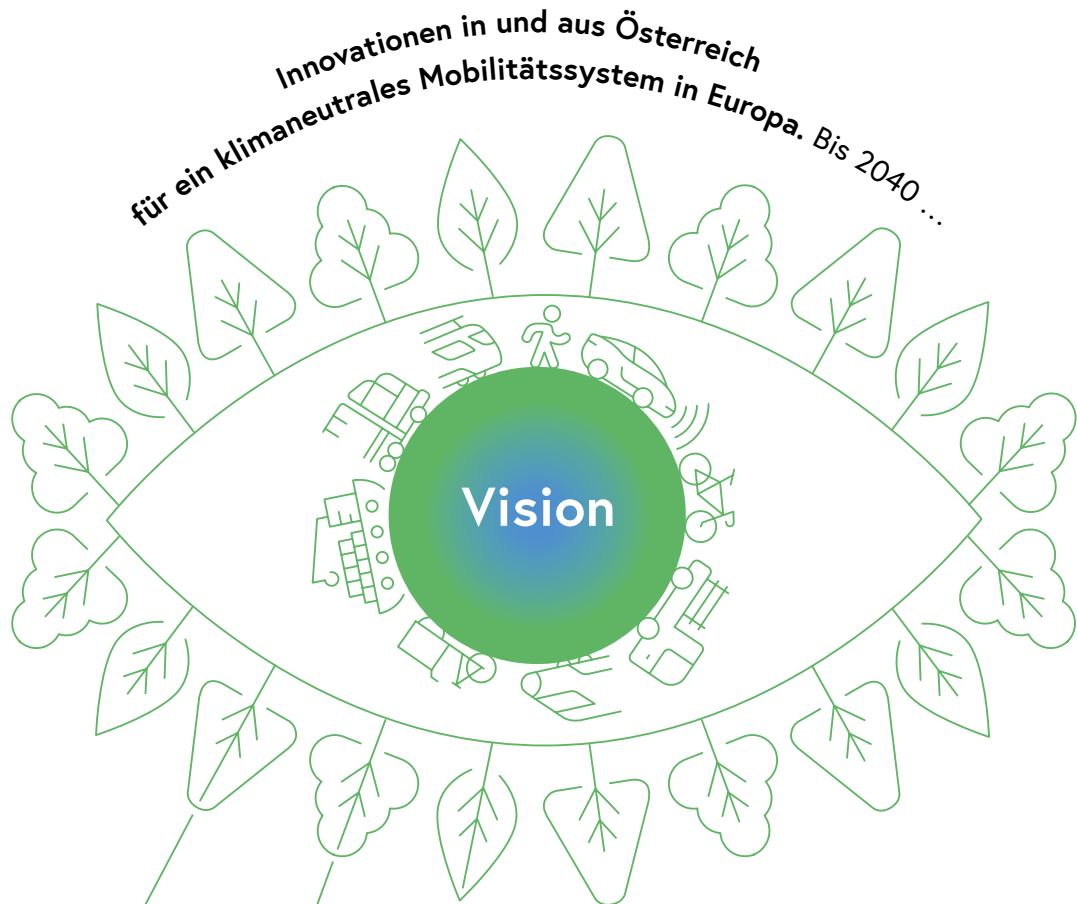 Innovationen in und aus Österreich
für ein klimaneutrales Mobilitätssystem in Europa. Bis 2040 ...
Vision